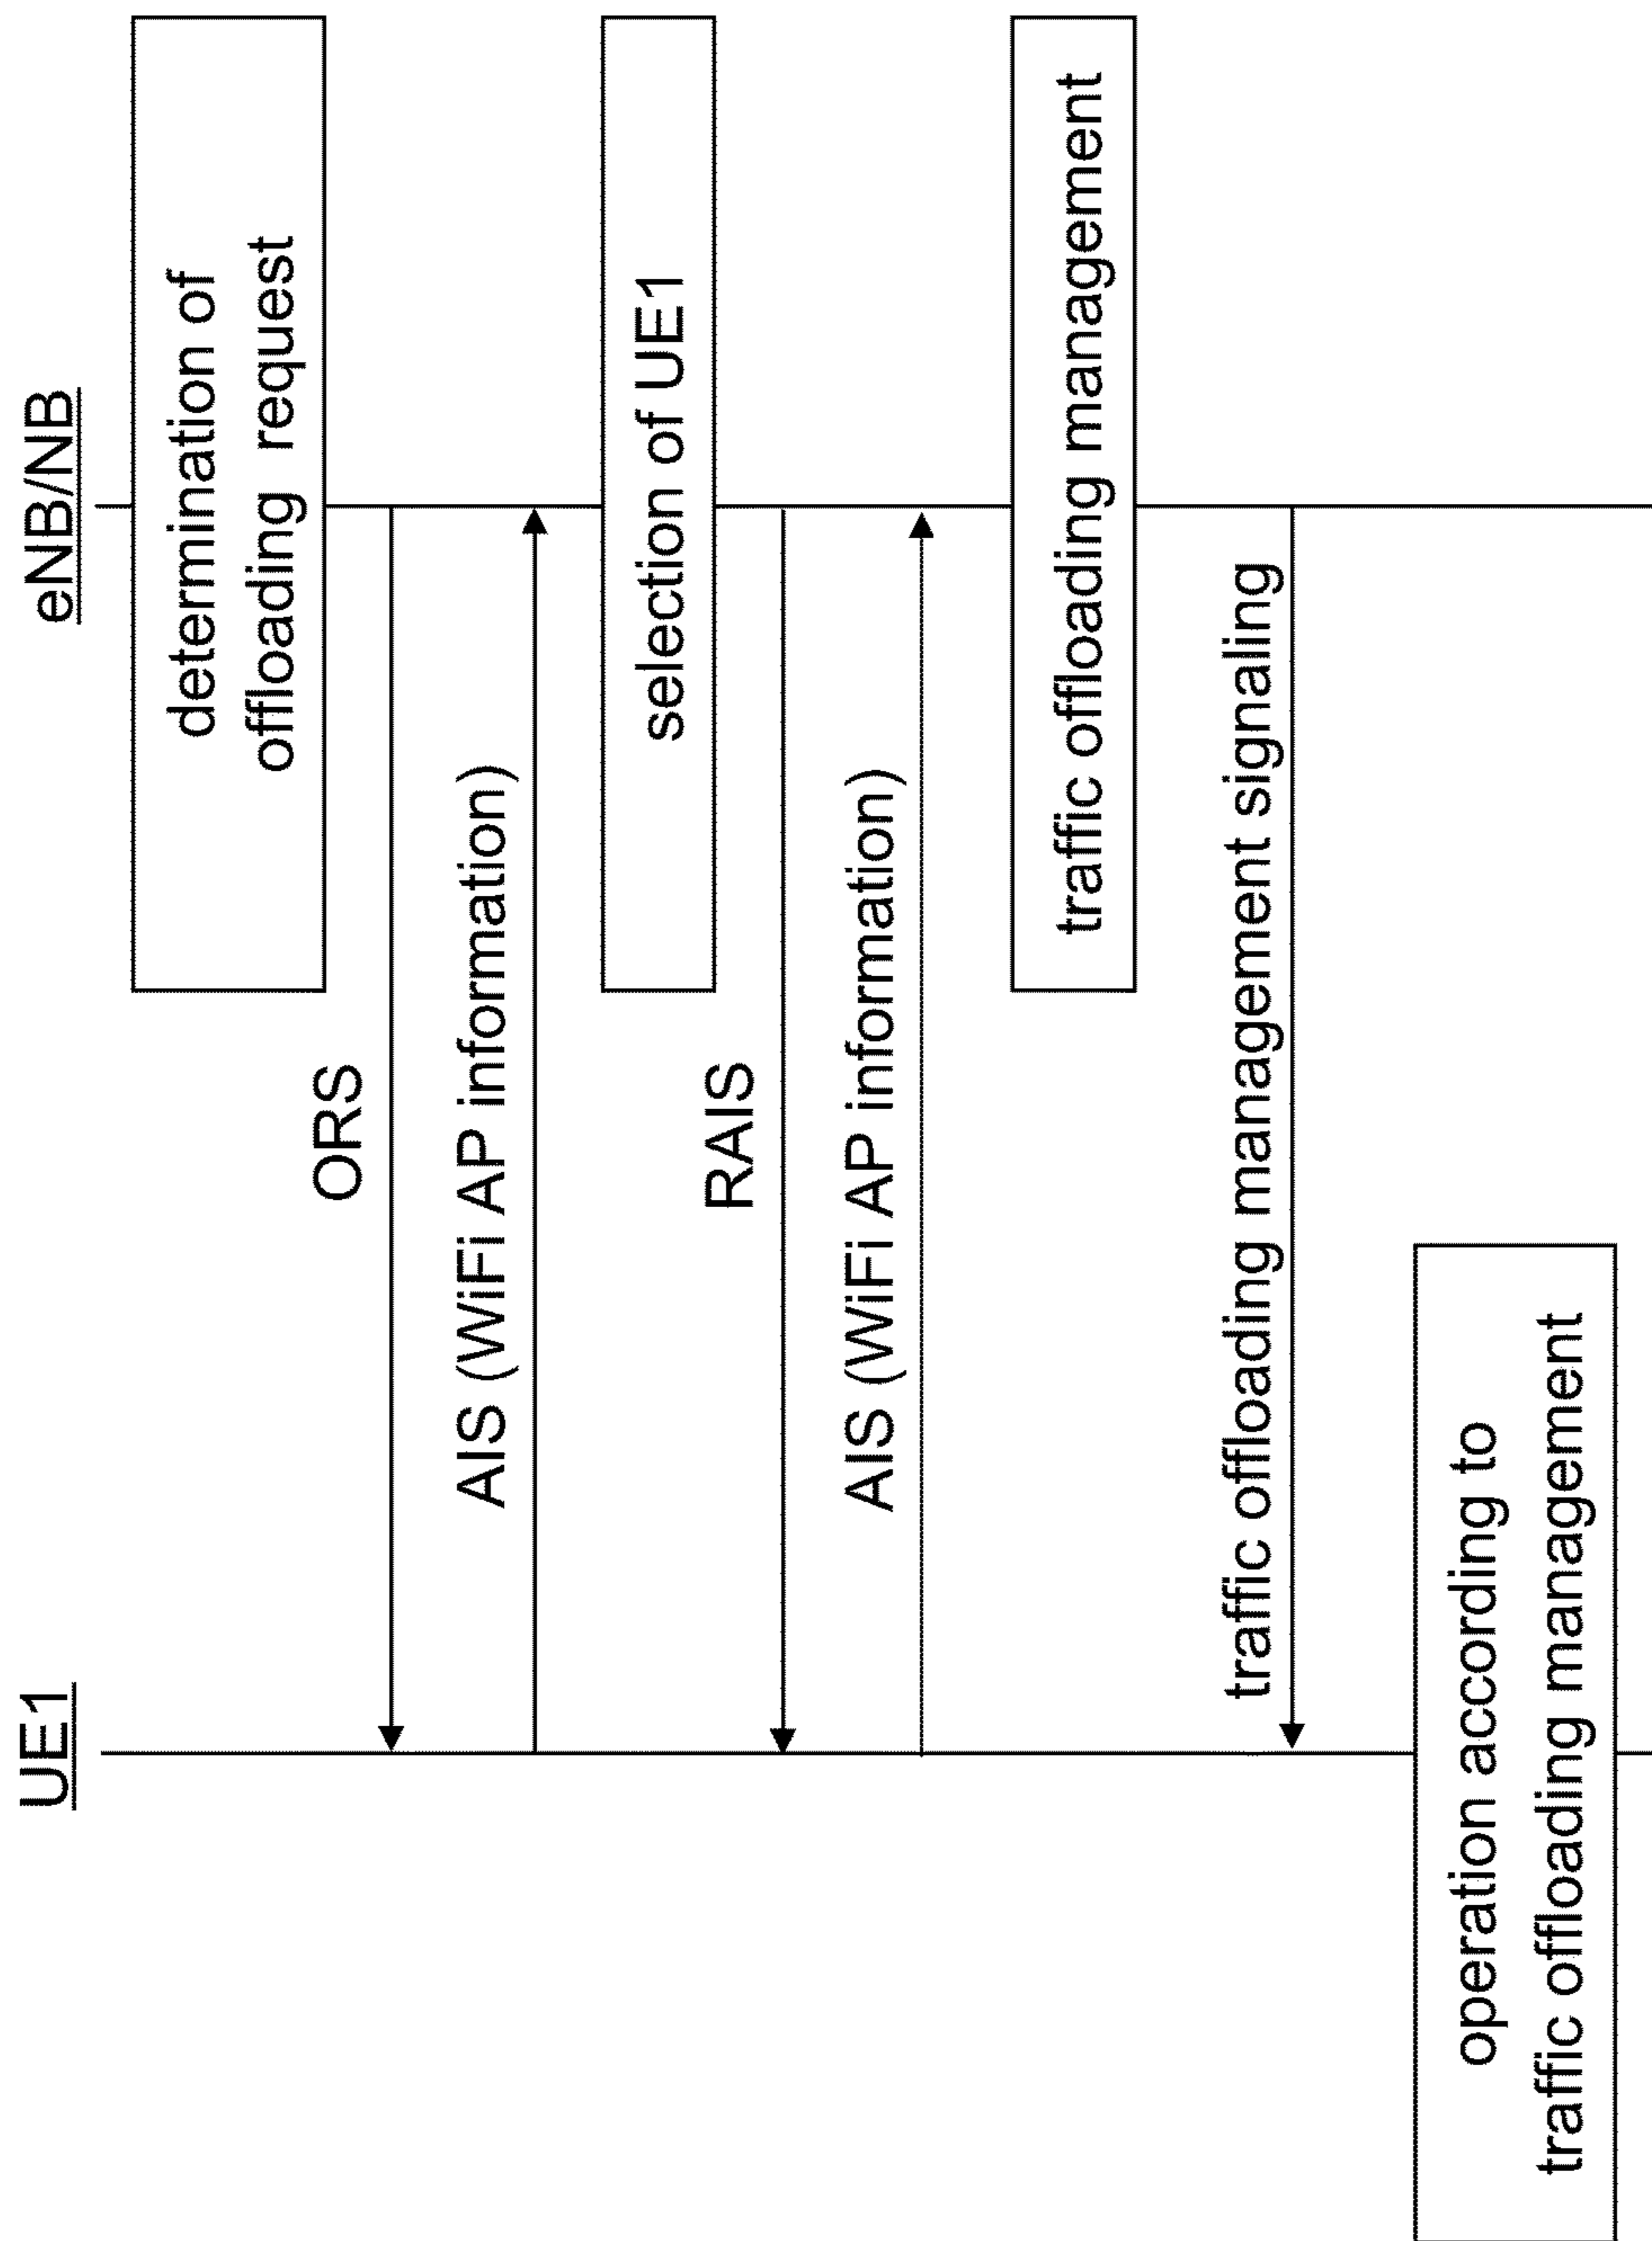 UE1
eNB/NB
determination of
offloading request
ORS
AIS (WiFi AP information)
selection of UE1
RAIS
AIS (WiFi AP information)
traffic offloading management
traffic offloading management signaling
operation according to
traffic offloading management